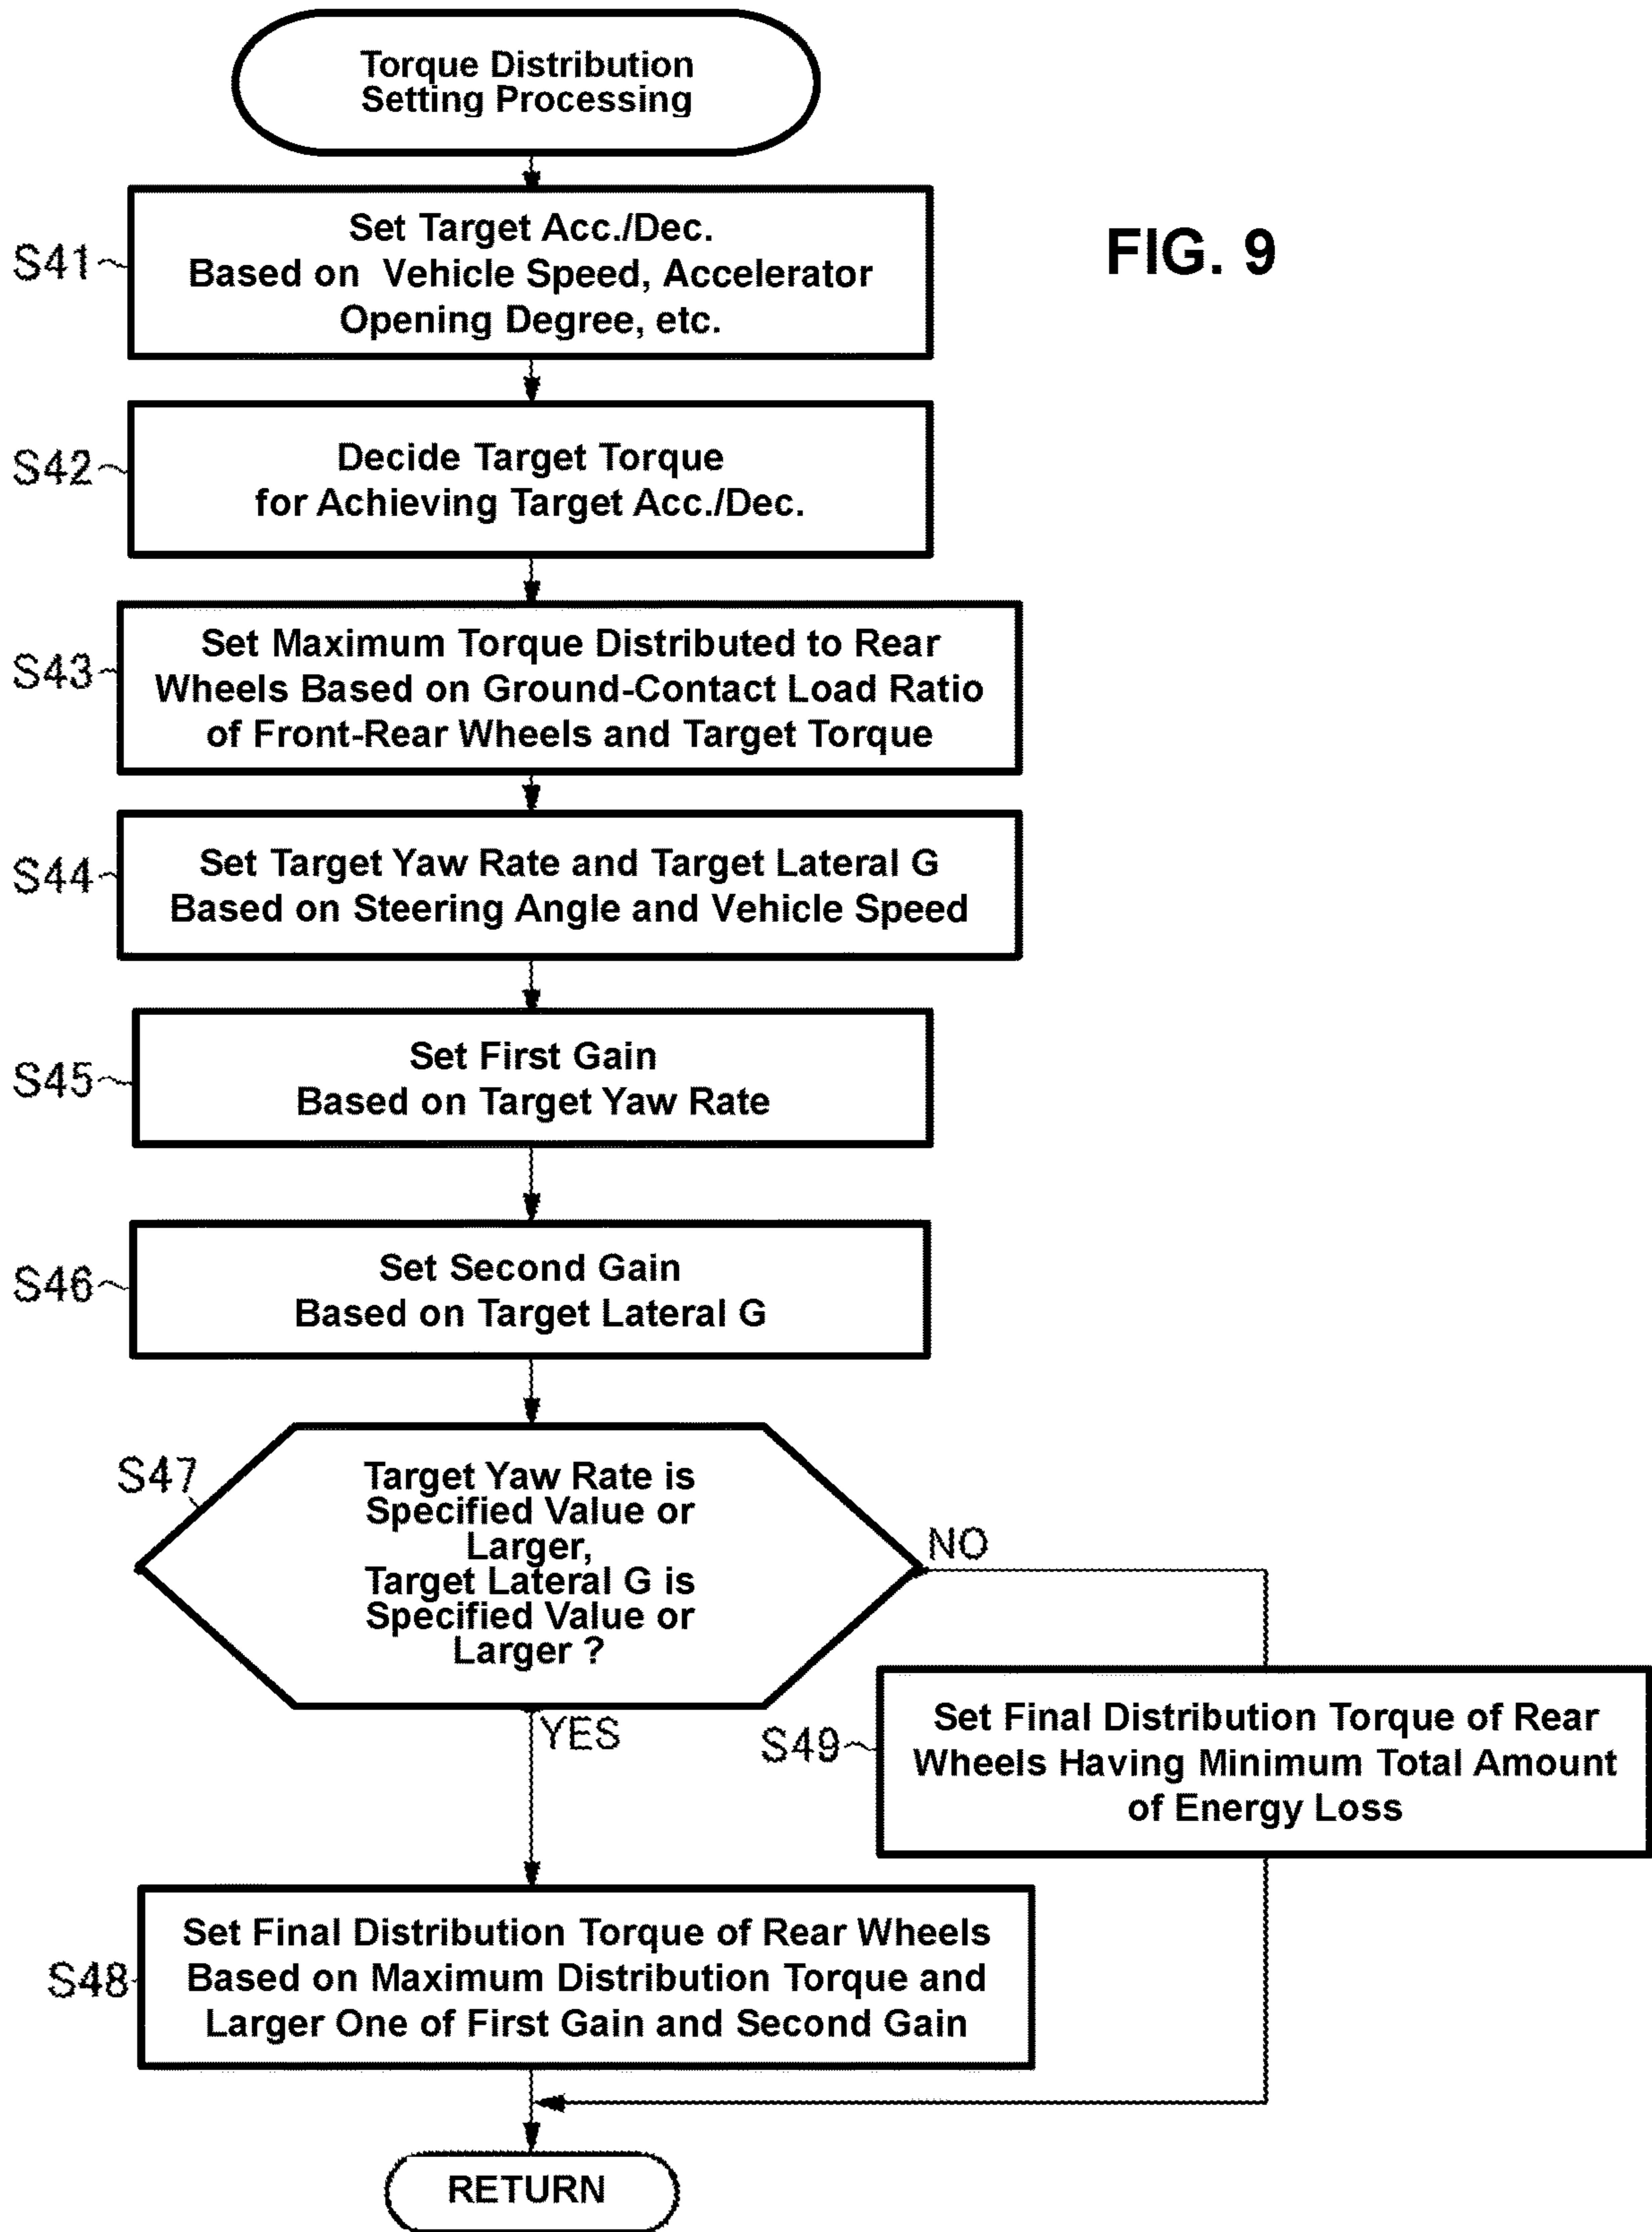 Torque Distribution
Setting Processing
FIG. 9
S41
Set Target Acc./Dec.
Based on Vehicle Speed, Accelerator
Opening Degree, etc.
S42
Decide Target Torque
for Achieving Target Acc./Dec.
S43
Set Maximum Torque Distributed to Rear
Wheels Based on Ground-Contact Load Ratio
of Front-Rear Wheels and Target Torque
S44
Set Target Yaw Rate and Target Lateral G
Based on Steering Angle and Vehicle Speed
S45
Set First Gain
Based on Target Yaw Rate
S46
Set Second Gain
Based on Target Lateral G
S47
Target Yaw Rate is
Specified Value or
Larger,
Target Lateral G is
Specified Value or
Larger ?
NO
YES
S49
Set Final Distribution Torque of Rear
Wheels Having Minimum Total Amount
of Energy Loss
S48
Set Final Distribution Torque of Rear Wheels
Based on Maximum Distribution Torque and
Larger One of First Gain and Second Gain
RETURN